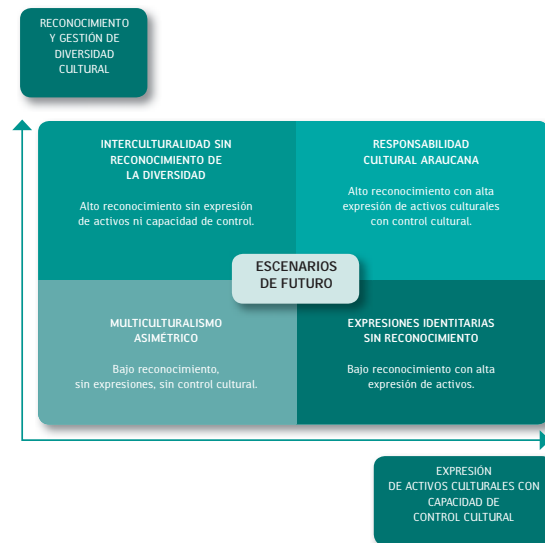 RECONOCIMIENTO
Y GESTIÓN DE
DIVERSIDAD
CULTURAL
INTERCULTURALIDAD SIN
RECONOCIMIENTO DE
LA DIVERSIDAD
Alto reconocimiento sin expresión
de activos ni capacidad de control.
RESPONSABILIDAD
CULTURAL ARAUCANA
Alto reconocimiento con alta
expresión de activos culturales
con control cultural.
ESCENARIOS
DE FUTURO
MULTICULTURALISMO
ASIMÉTRICO
Bajo reconocimiento,
sin expresiones, sin control cultural.
EXPRESIONES IDENTITARIAS
SIN RECONOCIMIENTO
Bajo reconocimiento con alta
expresión de activos.
EXPRESIÓN
DE ACTIVOS CULTURALES CON
CAPACIDAD DE
CONTROL CULTURAL